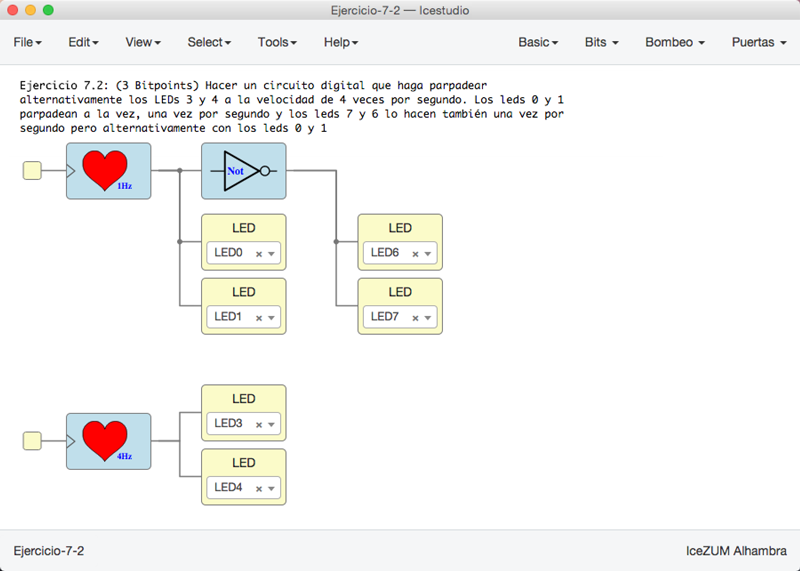 Ejercicio-7-2 — Icestudio
File Edit View Select Tools Help Basic Bits Bombeo Puertas
Ejercicio 7.2: (3 Bitpoints) Hacer un circuito digital que haga parpadear
alternativamente los LEDs 3 y 4 a la velocidad de 4 veces por segundo. Los leds 0 y 1
parpadean a la vez, una vez por segundo y los leds 7 y 6 lo hacen también una vez por
segundo pero alternativamente con los leds 0 y 1
1Hz
Not
LED
LED0
LED
LED6
LED
LED1
LED
LED7
LED
LED3
4Hz
LED
LED4
Ejercicio-7-2
IceZUM Alhambra